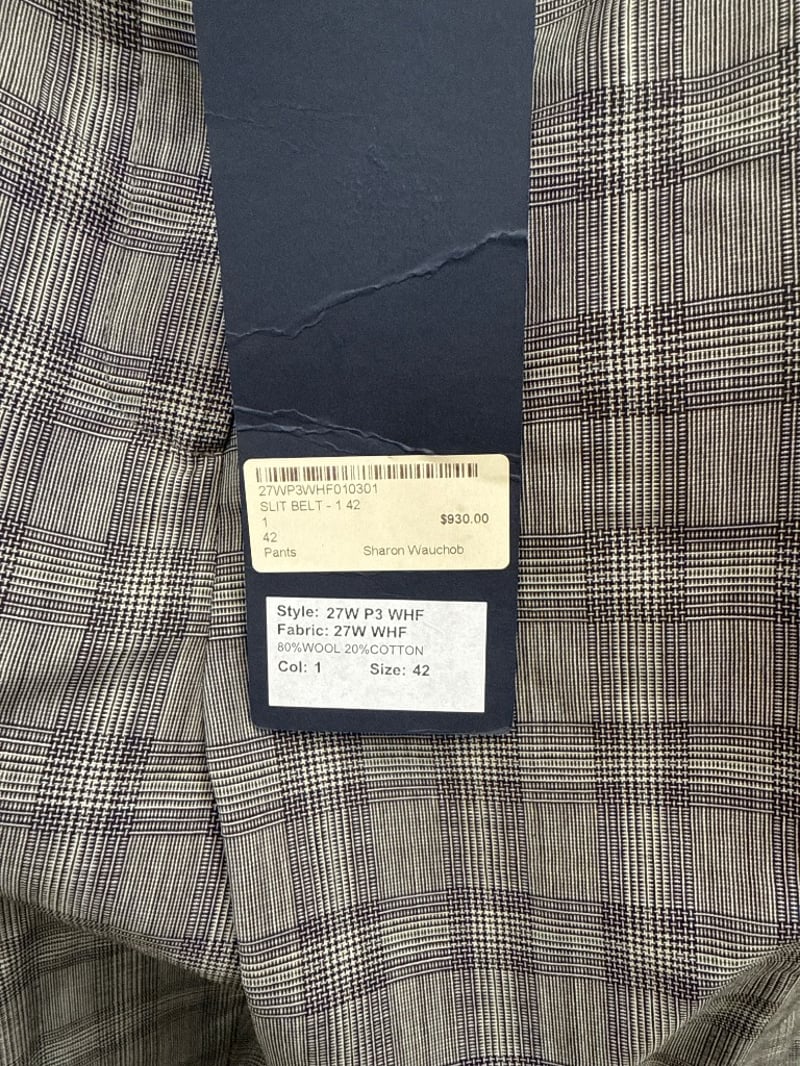 27WP3WHF010301
SLIT BELT - 1 42
1 $930.00
42
Pants Sharon Wauchob
Style: 27W P3 WHF
Fabric: 27W WHF
80%WOOL 20%COTTON
Col: 1 Size: 42